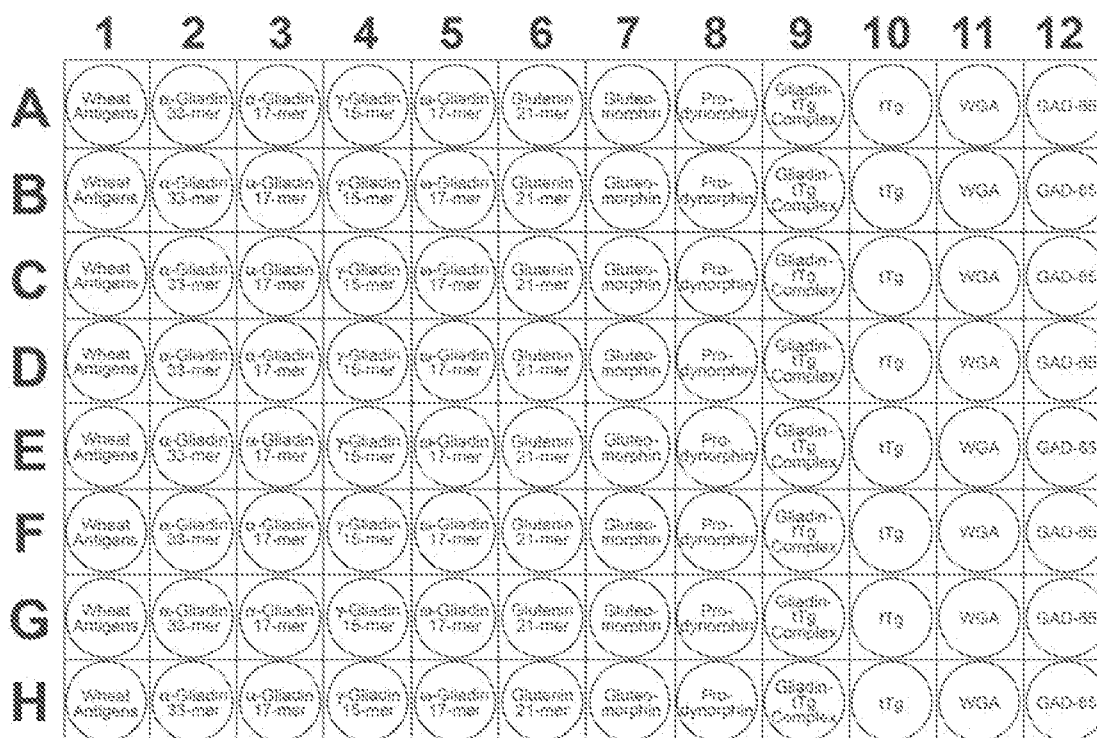 1 2 3 4 5 6 7 8 9 10 11 12
A
Wheat
Antigens
α-Gliadin
33-mer
α-Gliadin
17-mer
γ-Gliadin
15-mer
ω-Gliadin
17-mer
Glutenin
21-mer
Gluteo-
morphin
Pro-
dynorphin
Gliadin-
tTg
Complex
tTg
WGA
GAD-65
B
Wheat
Antigens
α-Gliadin
33-mer
α-Gliadin
17-mer
γ-Gliadin
15-mer
ω-Gliadin
17-mer
Glutenin
21-mer
Gluteo-
morphin
Pro-
dynorphin
Gliadin-
tTg
Complex
tTg
WGA
GAD-65
C
Wheat
Antigens
α-Gliadin
33-mer
α-Gliadin
17-mer
γ-Gliadin
15-mer
ω-Gliadin
17-mer
Glutenin
21-mer
Gluteo-
morphin
Pro-
dynorphin
Gliadin-
tTg
Complex
tTg
WGA
GAD-65
D
Wheat
Antigens
α-Gliadin
33-mer
α-Gliadin
17-mer
γ-Gliadin
15-mer
ω-Gliadin
17-mer
Glutenin
21-mer
Gluteo-
morphin
Pro-
dynorphin
Gliadin-
tTg
Complex
tTg
WGA
GAD-65
E
Wheat
Antigens
α-Gliadin
33-mer
α-Gliadin
17-mer
γ-Gliadin
15-mer
ω-Gliadin
17-mer
Glutenin
21-mer
Gluteo-
morphin
Pro-
dynorphin
Gliadin-
tTg
Complex
tTg
WGA
GAD-65
F
Wheat
Antigens
α-Gliadin
33-mer
α-Gliadin
17-mer
γ-Gliadin
15-mer
ω-Gliadin
17-mer
Glutenin
21-mer
Gluteo-
morphin
Pro-
dynorphin
Gliadin-
tTg
Complex
tTg
WGA
GAD-65
G
Wheat
Antigens
α-Gliadin
33-mer
α-Gliadin
17-mer
γ-Gliadin
15-mer
ω-Gliadin
17-mer
Glutenin
21-mer
Gluteo-
morphin
Pro-
dynorphin
Gliadin-
tTg
Complex
tTg
WGA
GAD-65
H
Wheat
Antigens
α-Gliadin
33-mer
α-Gliadin
17-mer
γ-Gliadin
15-mer
ω-Gliadin
17-mer
Glutenin
21-mer
Gluteo-
morphin
Pro-
dynorphin
Gliadin-
tTg
Complex
tTg
WGA
GAD-65